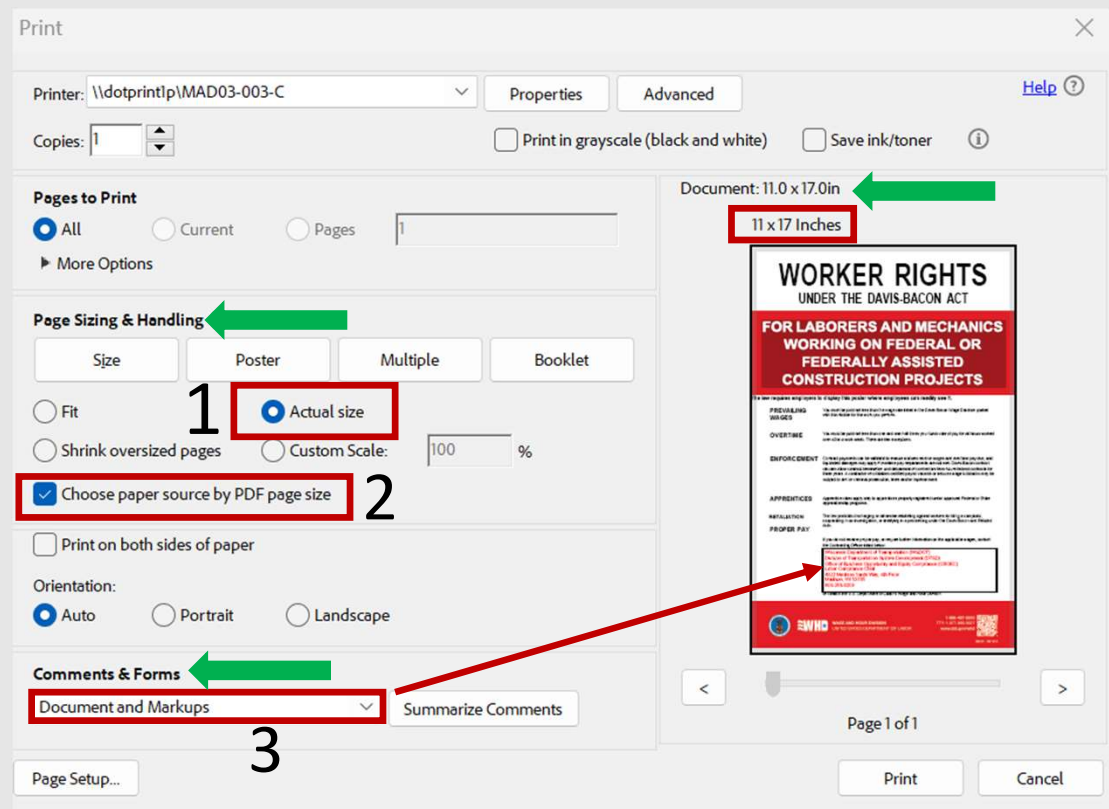 Print
Printer: \\dotprint1p\MAD03-003-C
Properties
Advanced
Help
Copies: 1
Print in grayscale (black and white)
Save ink/toner
Pages to Print
All
Current
Pages
1
More Options
Page Sizing & Handling
Size
Poster
Multiple
Booklet
1
Fit
Actual size
Shrink oversized pages
Custom Scale:
100
%
Choose paper source by PDF page size
2
Print on both sides of paper
Orientation:
Auto
Portrait
Landscape
Comments & Forms
Document and Markups
Summarize Comments
3
Page Setup...
Document: 11.0 x 17.0in
11 x 17 Inches
WORKER RIGHTS
UNDER THE DAVIS-BACON ACT
FOR LABORERS AND MECHANICS
WORKING ON FEDERAL OR
FEDERALLY ASSISTED
CONSTRUCTION PROJECTS
PREVAILING
WAGES
OVERTIME
ENFORCEMENT
APPRENTICES
RETALIATION
PROPER PAY
WHD
<
>
Page 1 of 1
Print
Cancel